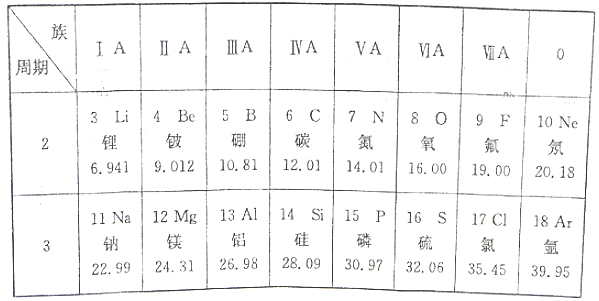 族 周期 ⅠA ⅡA ⅢA ⅣA ⅤA ⅥA ⅦA 0
2
3 Li 4 Be 5 B 6 C 7 N 8 O 9 F 10 Ne
锂 铍 硼 碳 氮 氧 氟 氖
6.941 9.012 10.81 12.01 14.01 16.00 19.00 20.18
3
11 Na 12 Mg 13 Al 14 Si 15 P 16 S 17 Cl 18 Ar
钠 镁 铝 硅 磷 硫 氯 氩
22.99 24.31 26.98 28.09 30.97 32.06 35.45 39.95